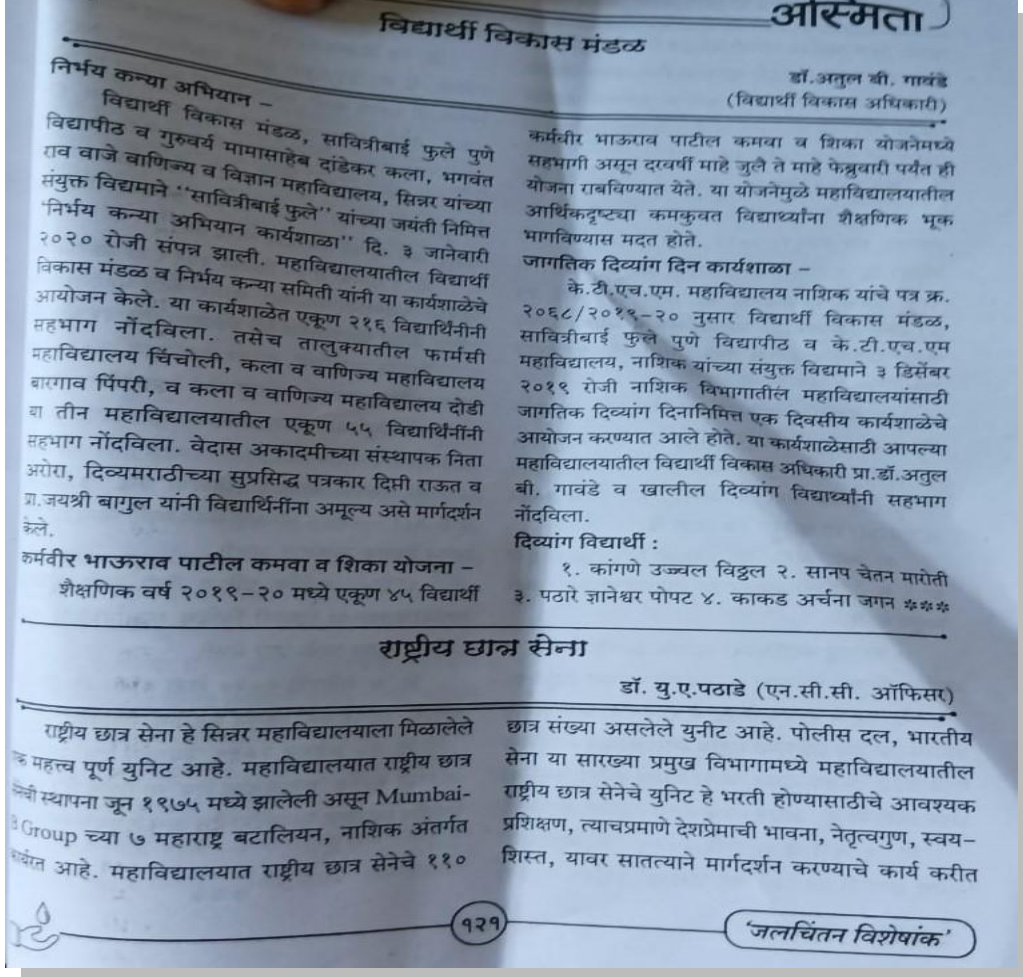 अस्मिता
विद्यार्थी विकास मंडळ
डॉ.अतुल बी. गावंडे
(विद्यार्थी विकास अधिकारी)
निर्भय कन्या अभियान –
विद्यार्थी विकास मंडळ, सावित्रीबाई फुले पुणे
विद्यापीठ व गुरुवर्य मामासाहेब दांडेकर कला, भगवंत
राव वाजे वाणिज्य व विज्ञान महाविद्यालय, सिन्नर यांच्या
संयुक्त विद्यमाने "सावित्रीबाई फुले" यांच्या जयंती निमित्त
'निर्भय कन्या अभियान कार्यशाळा" दि. ३ जानेवारी
२०२० रोजी संपन्न झाली. महाविद्यालयातील विद्यार्थी
विकास मंडळ व निर्भय कन्या समिती यांनी या कार्यशाळेचे
आयोजन केले. या कार्यशाळेत एकूण २१६ विद्यार्थिनीनी
सहभाग नोंदविला. तसेच तालुक्यातील फार्मसी
महाविद्यालय चिंचोली, कला व वाणिज्य महाविद्यालय
बारगाव पिंपरी, व कला व वाणिज्य महाविद्यालय दोडी
या तीन महाविद्यालयातील एकूण ५५ विद्यार्थिनींनी
सहभाग नोंदविला. वेदास अकादमीच्या संस्थापक निता
अरोरा, दिव्यमराठीच्या सुप्रसिद्ध पत्रकार दिप्ती राऊत व
प्रा.जयश्री बागुल यांनी विद्यार्थिनींना अमूल्य असे मार्गदर्शन
केले.
कर्मवीर भाऊराव पाटील कमवा व शिका योजना –
शैक्षणिक वर्ष २०१९-२० मध्ये एकूण ४५ विद्यार्थी
कर्मवीर भाऊराव पाटील कमवा व शिका योजनेमध्ये
सहभागी असून दरवर्षी माहे जुलै ते माहे फेब्रुवारी पर्यंत ही
योजना राबविण्यात येते. या योजनेमुळे महाविद्यालयातील
आर्थिकदृष्ट्या कमकुवत विद्यार्थ्यांना शैक्षणिक भूक
भागविण्यास मदत होते.
जागतिक दिव्यांग दिन कार्यशाळा –
के.टी.एच.एम. महाविद्यालय नाशिक यांचे पत्र क्र.
२०६८/२०१९-२० नुसार विद्यार्थी विकास मंडळ,
सावित्रीबाई फुले पुणे विद्यापीठ व के.टी.एच.एम
महाविद्यालय, नाशिक यांच्या संयुक्त विद्यमाने ३ डिसेंबर
२०१९ रोजी नाशिक विभागातील महाविद्यालयांसाठी
जागतिक दिव्यांग दिनानिमित्त एक दिवसीय कार्यशाळेचे
आयोजन करण्यात आले होते. या कार्यशाळेसाठी आपल्या
महाविद्यालयातील विद्यार्थी विकास अधिकारी प्रा.डॉ.अतुल
बी. गावंडे व खालील दिव्यांग विद्यार्थ्यांनी सहभाग
नोंदविला.
दिव्यांग विद्यार्थी :
१. कांगणे उज्ज्वल विठ्ठल २. सानप चेतन मारोती
३. पठारे ज्ञानेश्वर पोपट ४. काकड अर्चना जगन ***
राष्ट्रीय छात्र सेना
डॉ. यु.ए.पठाडे (एन.सी.सी. ऑफिसर)
राष्ट्रीय छात्र सेना हे सिन्नर महाविद्यालयाला मिळालेले
महत्त्व पूर्ण युनिट आहे. महाविद्यालयात राष्ट्रीय छात्र
स्थापना जून १९७५ मध्ये झालेली असून Mumbai-
Group च्या ७ महाराष्ट्र बटालियन, नाशिक अंतर्गत
आहे. महाविद्यालयात राष्ट्रीय छात्र सेनेचे ११०
छात्र संख्या असलेले युनीट आहे. पोलीस दल, भारतीय
सेना या सारख्या प्रमुख विभागामध्ये महाविद्यालयातील
राष्ट्रीय छात्र सेनेचे युनिट हे भरती होण्यासाठीचे आवश्यक
प्रशिक्षण, त्याचप्रमाणे देशप्रेमाची भावना, नेतृत्वगुण, स्वयं-
शिस्त, यावर सातत्याने मार्गदर्शन करण्याचे कार्य करीत
१२१
'जलचिंतन विशेषांक'